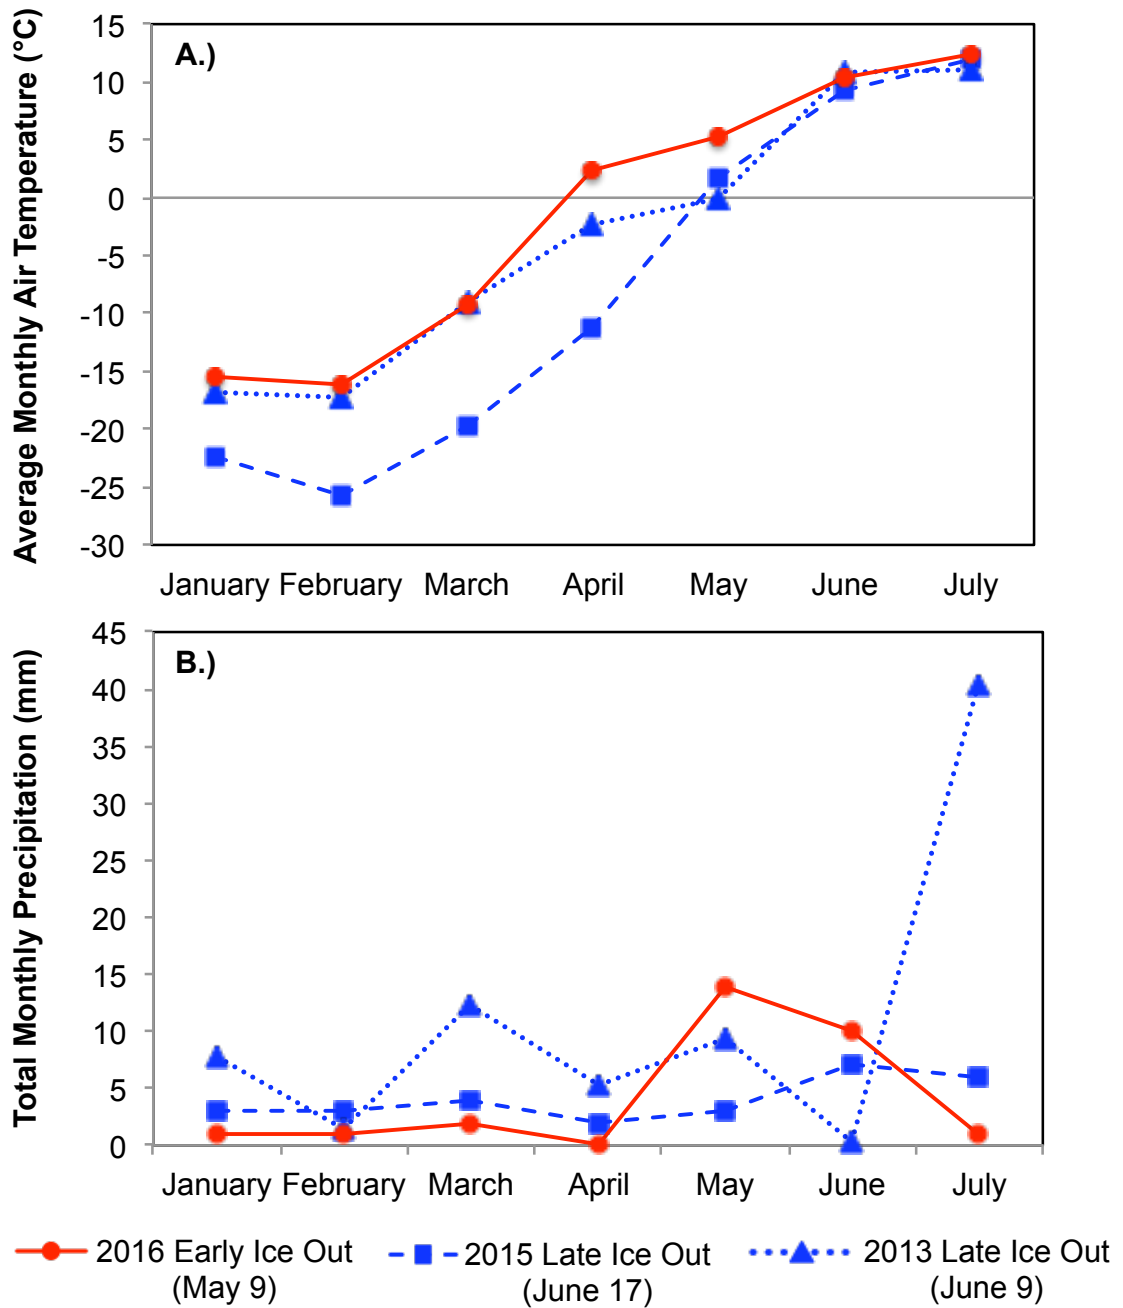 Average Monthly Air Temperature (°C)
A.)
15
10
5
0
-5
-10
-15
-20
-25
-30
January February March April May June July
Total Monthly Precipitation (mm)
B.)
45
40
35
30
25
20
15
10
5
0
January February March April May June July
2016 Early Ice Out
(May 9)
2015 Late Ice Out
(June 17)
2013 Late Ice Out
(June 9)